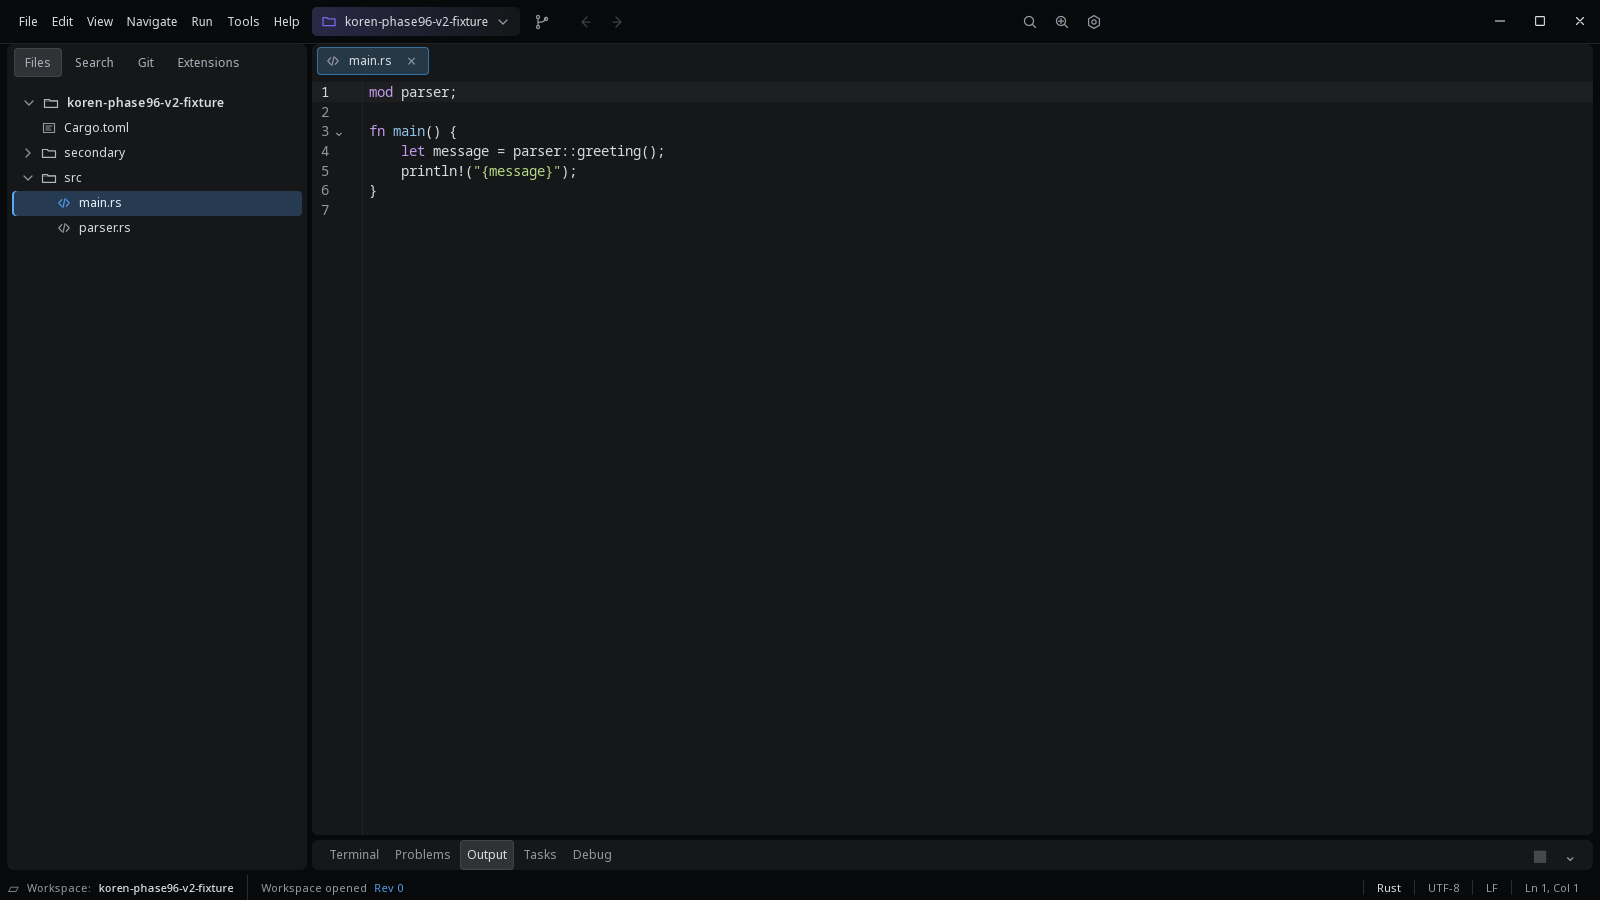 File Edit View Navigate Run Tools Help koren-phase96-v2-fixture
Files Search Git Extensions
koren-phase96-v2-fixture
Cargo.toml
secondary
src
main.rs
parser.rs
main.rs
1 mod parser;
2
3 fn main() {
4     let message = parser::greeting();
5     println!("{message}");
6 }
7
Terminal Problems Output Tasks Debug
Workspace: koren-phase96-v2-fixture Workspace opened Rev 0 Rust UTF-8 LF Ln 1, Col 1